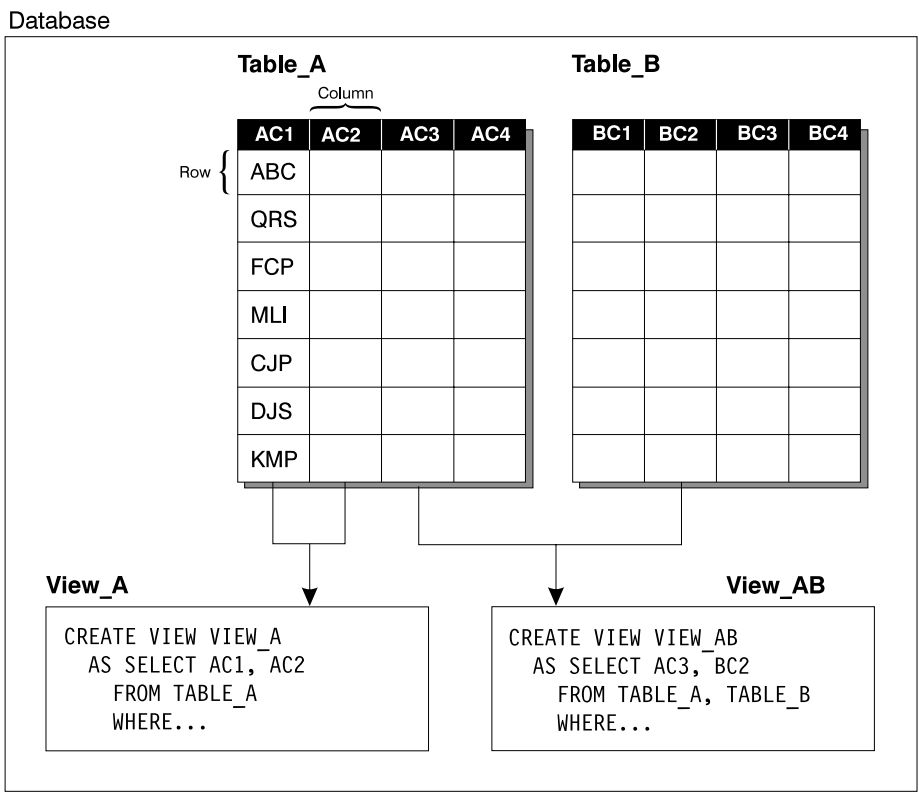 Database
Table_A
Table_B
Column
AC1 AC2 AC3 AC4
BC1 BC2 BC3 BC4
Row
ABC
QRS
FCP
MLI
CJP
DJS
KMP
View_A
CREATE VIEW VIEW_A
AS SELECT AC1, AC2
FROM TABLE_A
WHERE...
View_AB
CREATE VIEW VIEW_AB
AS SELECT AC3, BC2
FROM TABLE_A, TABLE_B
WHERE...